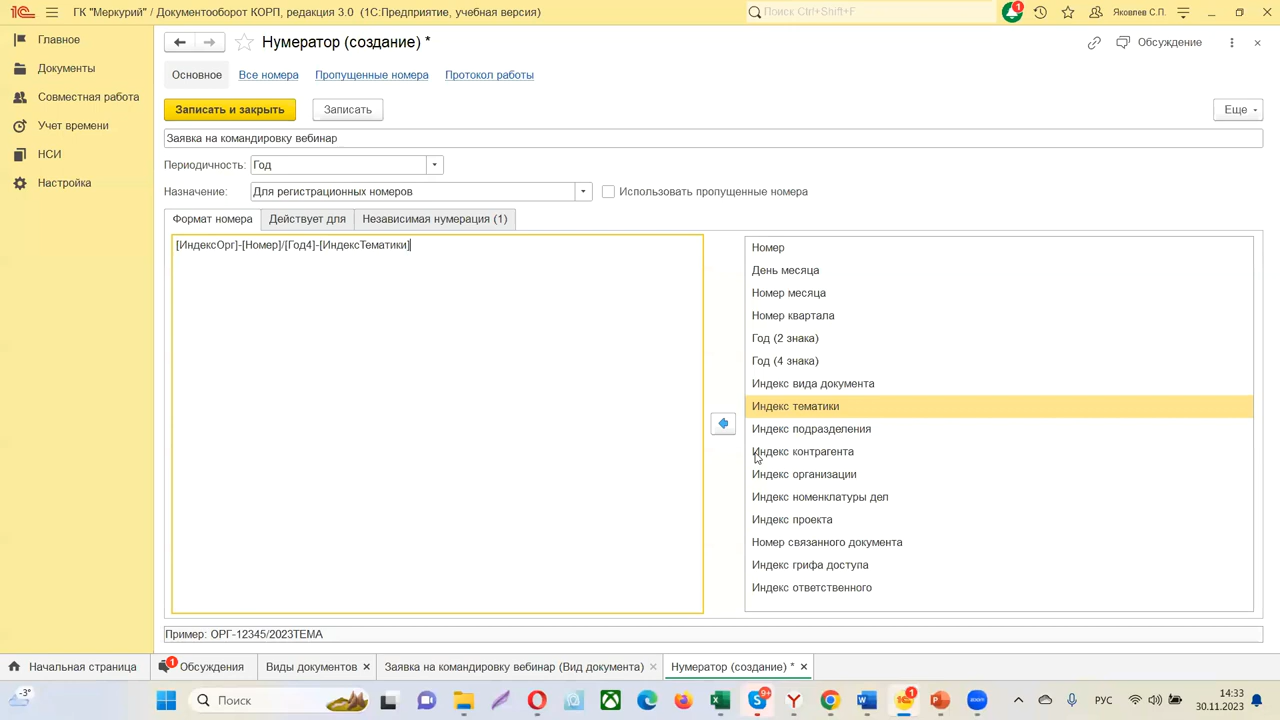 1С ГК "Меркурий" / Документооборот КОРП, редакция 3.0 (1С:Предприятие, учебная версия) Поиск Ctrl+Shift+F 1 Яковлев С.П.
Главное
Документы
Совместная работа
Учет времени
НСИ
Настройка
Нумератор (создание) * Обсуждение
Основное Все номера Пропущенные номера Протокол работы
Записать и закрыть Записать Еще
Заявка на командировку вебинар
Периодичность: Год
Назначение: Для регистрационных номеров Использовать пропущенные номера
Формат номера Действует для Независимая нумерация (1)
[ИндексОрг]-[Номер]/[Год4]-[ИндексТематики]
Номер
День месяца
Номер месяца
Номер квартала
Год (2 знака)
Год (4 знака)
Индекс вида документа
Индекс тематики
Индекс подразделения
Индекс контрагента
Индекс организации
Индекс номенклатуры дел
Индекс проекта
Номер связанного документа
Индекс грифа доступа
Индекс ответственного
Пример: ОРГ-12345/2023ТЕМА
Начальная страница 1 Обсуждения Виды документов Заявка на командировку вебинар (Вид документа) Нумератор (создание) *
-3° Поиск 9+ 1 zoom РУС 14:33
30.11.2023